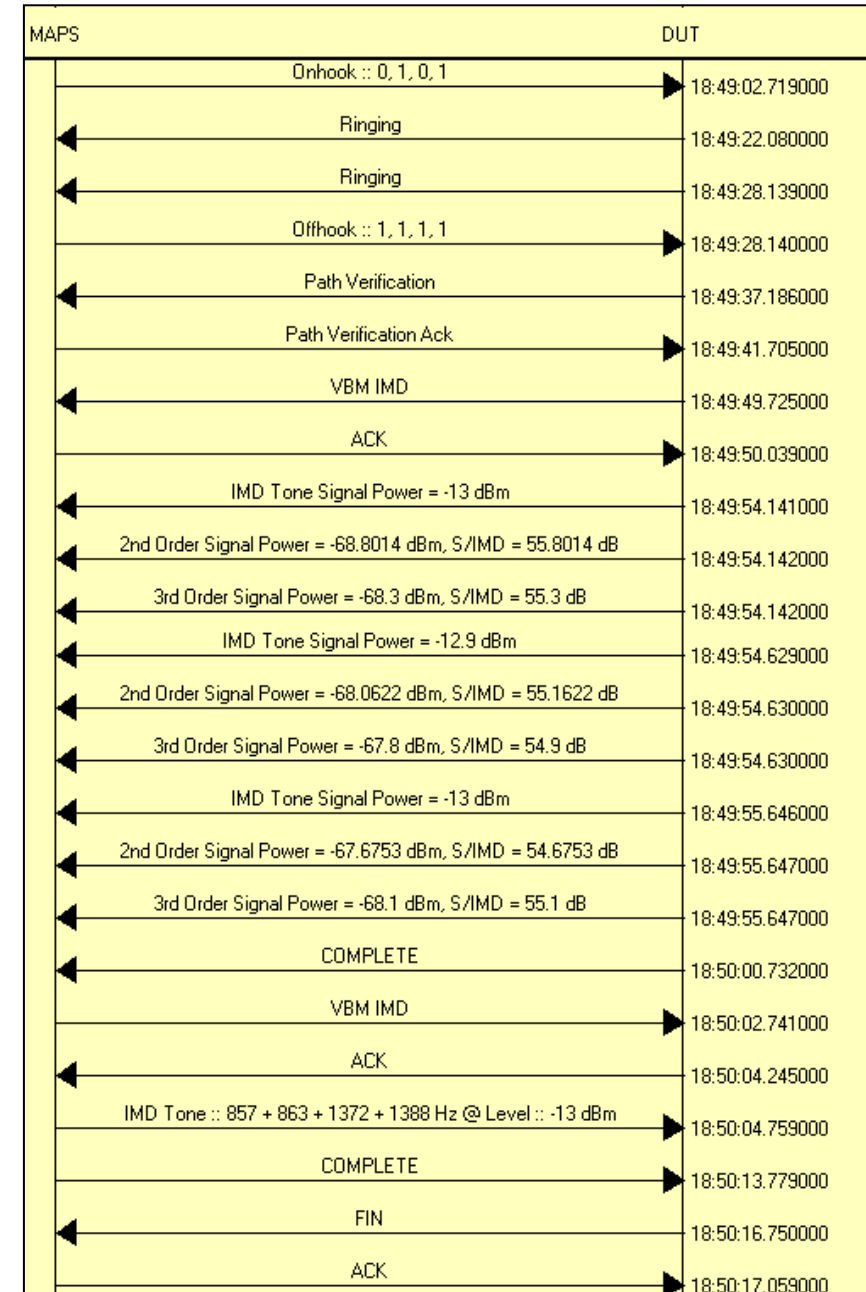 MAPS DUT
Onhook :: 0, 1, 0, 1
18:49:02.719000
Ringing
18:49:22.080000
Ringing
18:49:28.139000
Offhook :: 1, 1, 1, 1
18:49:28.140000
Path Verification
18:49:37.186000
Path Verification Ack
18:49:41.705000
VBM IMD
18:49:49.725000
ACK
18:49:50.039000
IMD Tone Signal Power = -13 dBm
18:49:54.141000
2nd Order Signal Power = -68.8014 dBm, S/IMD = 55.8014 dB
18:49:54.142000
3rd Order Signal Power = -68.3 dBm, S/IMD = 55.3 dB
18:49:54.142000
IMD Tone Signal Power = -12.9 dBm
18:49:54.629000
2nd Order Signal Power = -68.0622 dBm, S/IMD = 55.1622 dB
18:49:54.630000
3rd Order Signal Power = -67.8 dBm, S/IMD = 54.9 dB
18:49:54.630000
IMD Tone Signal Power = -13 dBm
18:49:55.646000
2nd Order Signal Power = -67.6753 dBm, S/IMD = 54.6753 dB
18:49:55.647000
3rd Order Signal Power = -68.1 dBm, S/IMD = 55.1 dB
18:49:55.647000
COMPLETE
18:50:00.732000
VBM IMD
18:50:02.741000
ACK
18:50:04.245000
IMD Tone :: 857 + 863 + 1372 + 1388 Hz @ Level :: -13 dBm
18:50:04.759000
COMPLETE
18:50:13.779000
FIN
18:50:16.750000
ACK
18:50:17.059000